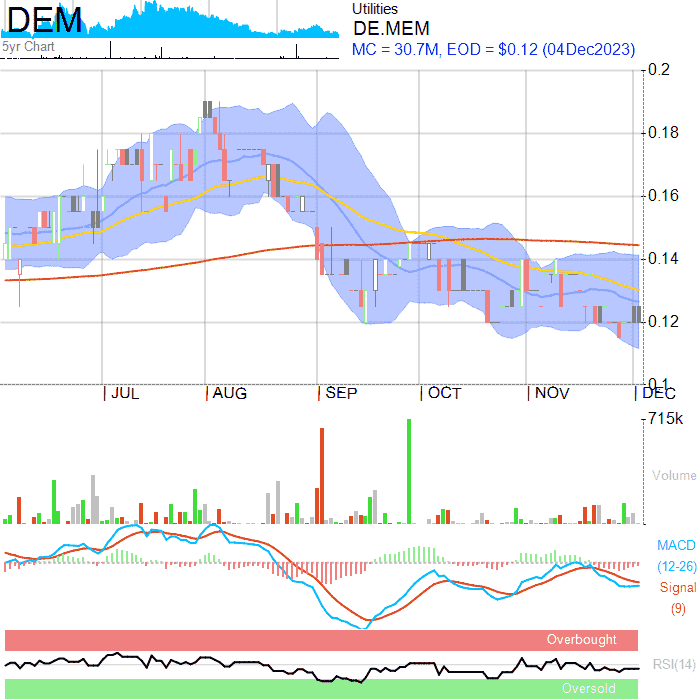 DEM
5yr Chart
Utilities
DE.MEM
MC = 30.7M, EOD = $0.12 (04Dec2023)
0.2
0.18
0.16
0.14
0.12
0.1
JUL AUG SEP OCT NOV DEC
715k
Volume
MACD
(12-26)
Signal
(9)
Overbought
RSI(14)
Oversold